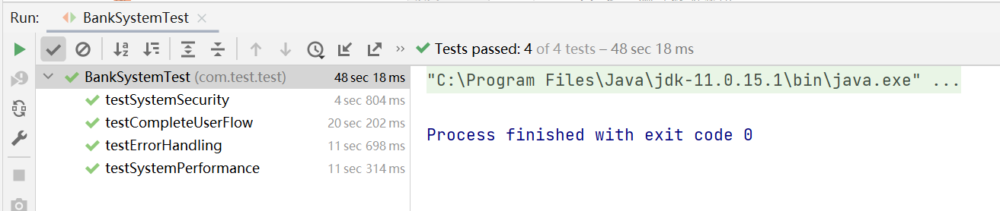 Run: BankSystemTest
Tests passed: 4 of 4 tests – 48 sec 18 ms
BankSystemTest (com.test.test) 48 sec 18 ms
testSystemSecurity 4 sec 804 ms
testCompleteUserFlow 20 sec 202 ms
testErrorHandling 11 sec 698 ms
testSystemPerformance 11 sec 314 ms
"C:\Program Files\Java\jdk-11.0.15.1\bin\java.exe" ...
Process finished with exit code 0